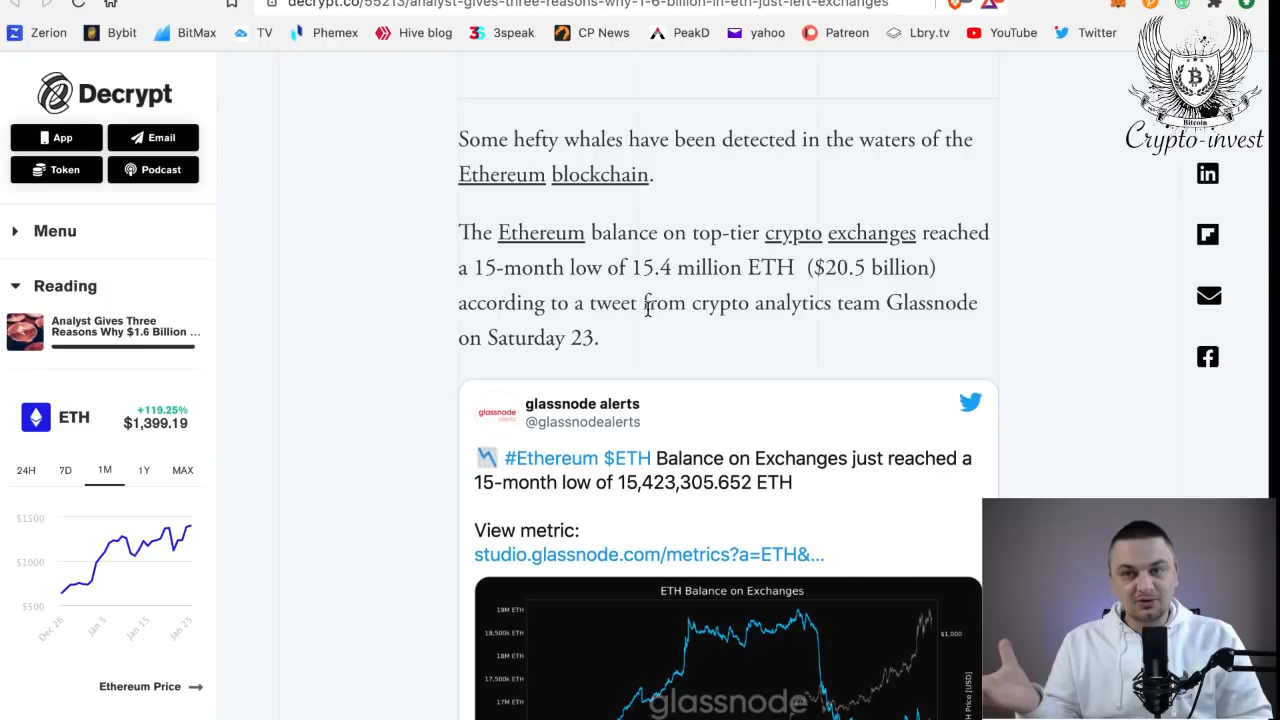 decrypt.co/55213/analyst-gives-three-reasons-why-1-6-billion-in-eth-just-left-exchanges
Zerion Bybit BitMax TV Phemex Hive blog 3speak CP News PeakD yahoo Patreon Lbry.tv YouTube Twitter
Bitcoin
Crypto-invest
Decrypt
App Email
Token Podcast
Menu
Reading
Analyst Gives Three
Reasons Why $1.6 Billion ...
ETH
+119.25%
$1,399.19
24H 7D 1M 1Y MAX
$1500
$1000
$500
Dec 26 Jan 5 Jan 15 Jan 25
Ethereum Price
Some hefty whales have been detected in the waters of the
Ethereum blockchain.
The Ethereum balance on top-tier crypto exchanges reached
a 15-month low of 15.4 million ETH ($20.5 billion)
according to a tweet from crypto analytics team Glassnode
on Saturday 23.
glassnode alerts
glassnode alerts
@glassnodealerts
#Ethereum $ETH Balance on Exchanges just reached a
15-month low of 15,423,305.652 ETH
View metric:
studio.glassnode.com/metrics?a=ETH&...
ETH Balance on Exchanges
19M ETH
18,500k ETH
18M ETH
17,500k ETH
17M ETH
$1,000
glassnode
Price [USD]